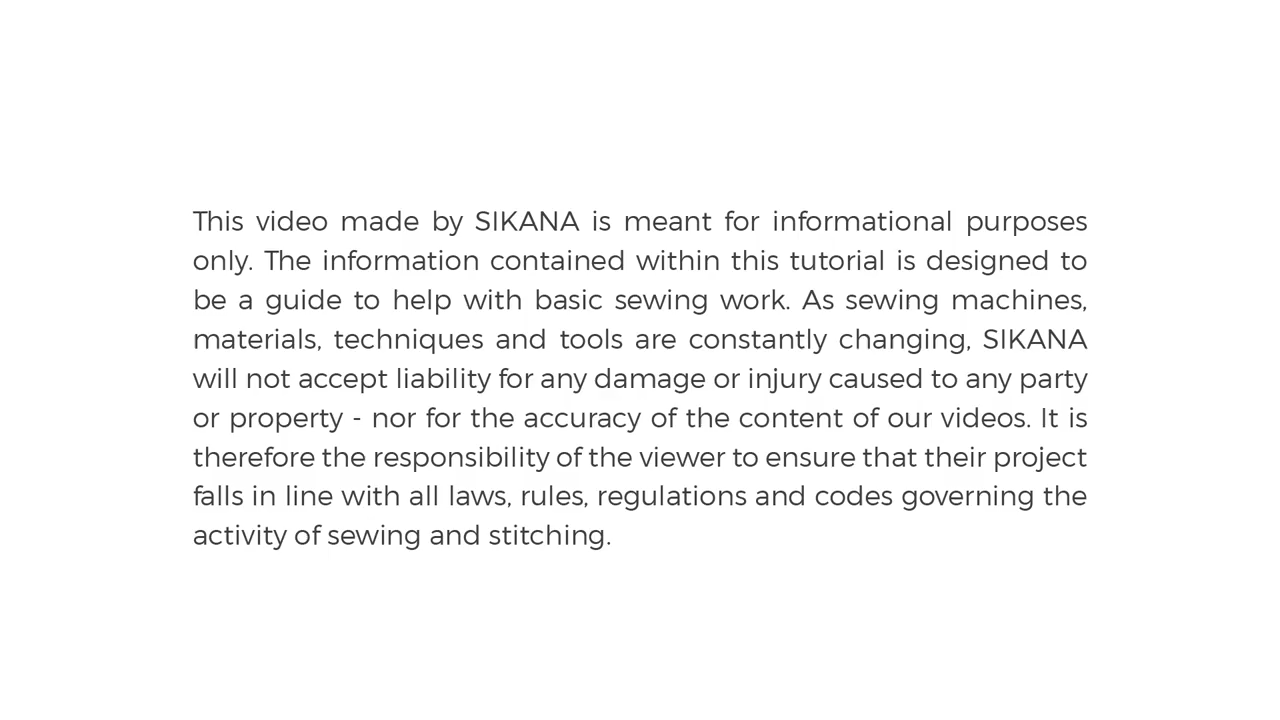 This video made by SIKANA is meant for informational purposes
only. The information contained within this tutorial is designed to
be a guide to help with basic sewing work. As sewing machines,
materials, techniques and tools are constantly changing, SIKANA
will not accept liability for any damage or injury caused to any party
or property - nor for the accuracy of the content of our videos. It is
therefore the responsibility of the viewer to ensure that their project
falls in line with all laws, rules, regulations and codes governing the
activity of sewing and stitching.